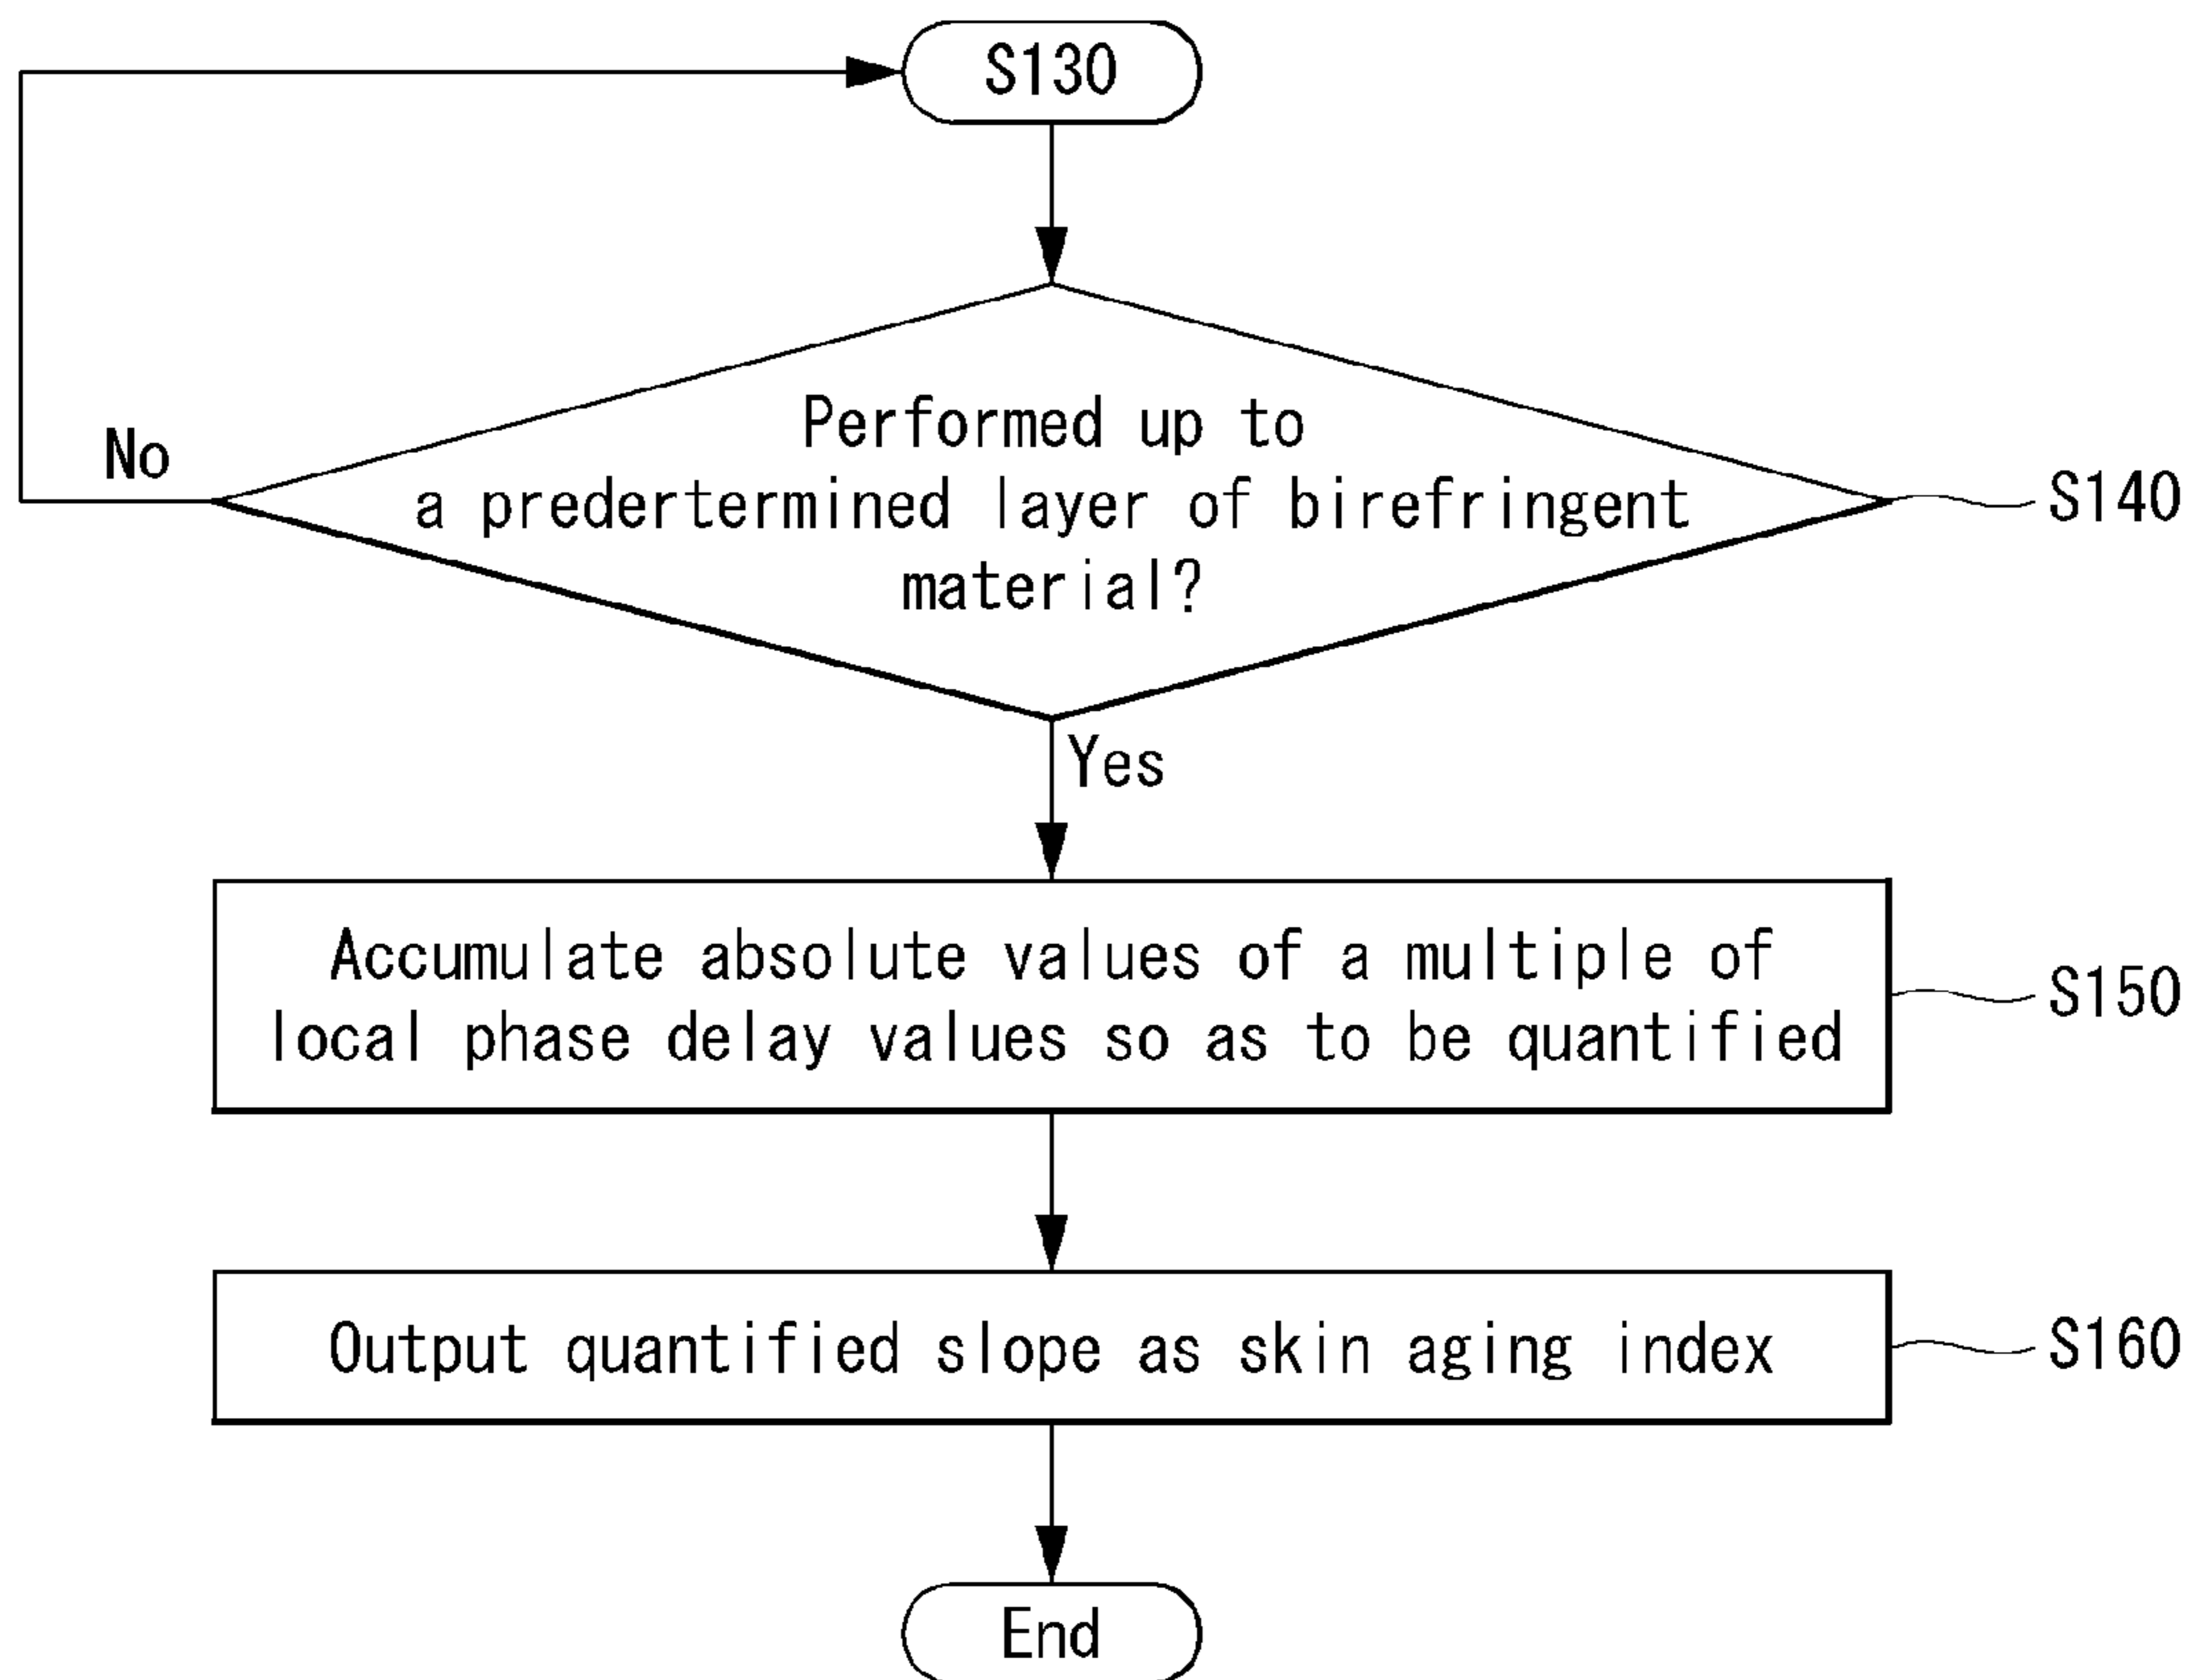 S130
Performed up to
a predertermined layer of birefringent
material?
No
S140
Yes
Accumulate absolute values of a multiple of
local phase delay values so as to be quantified
S150
Output quantified slope as skin aging index
S160
End